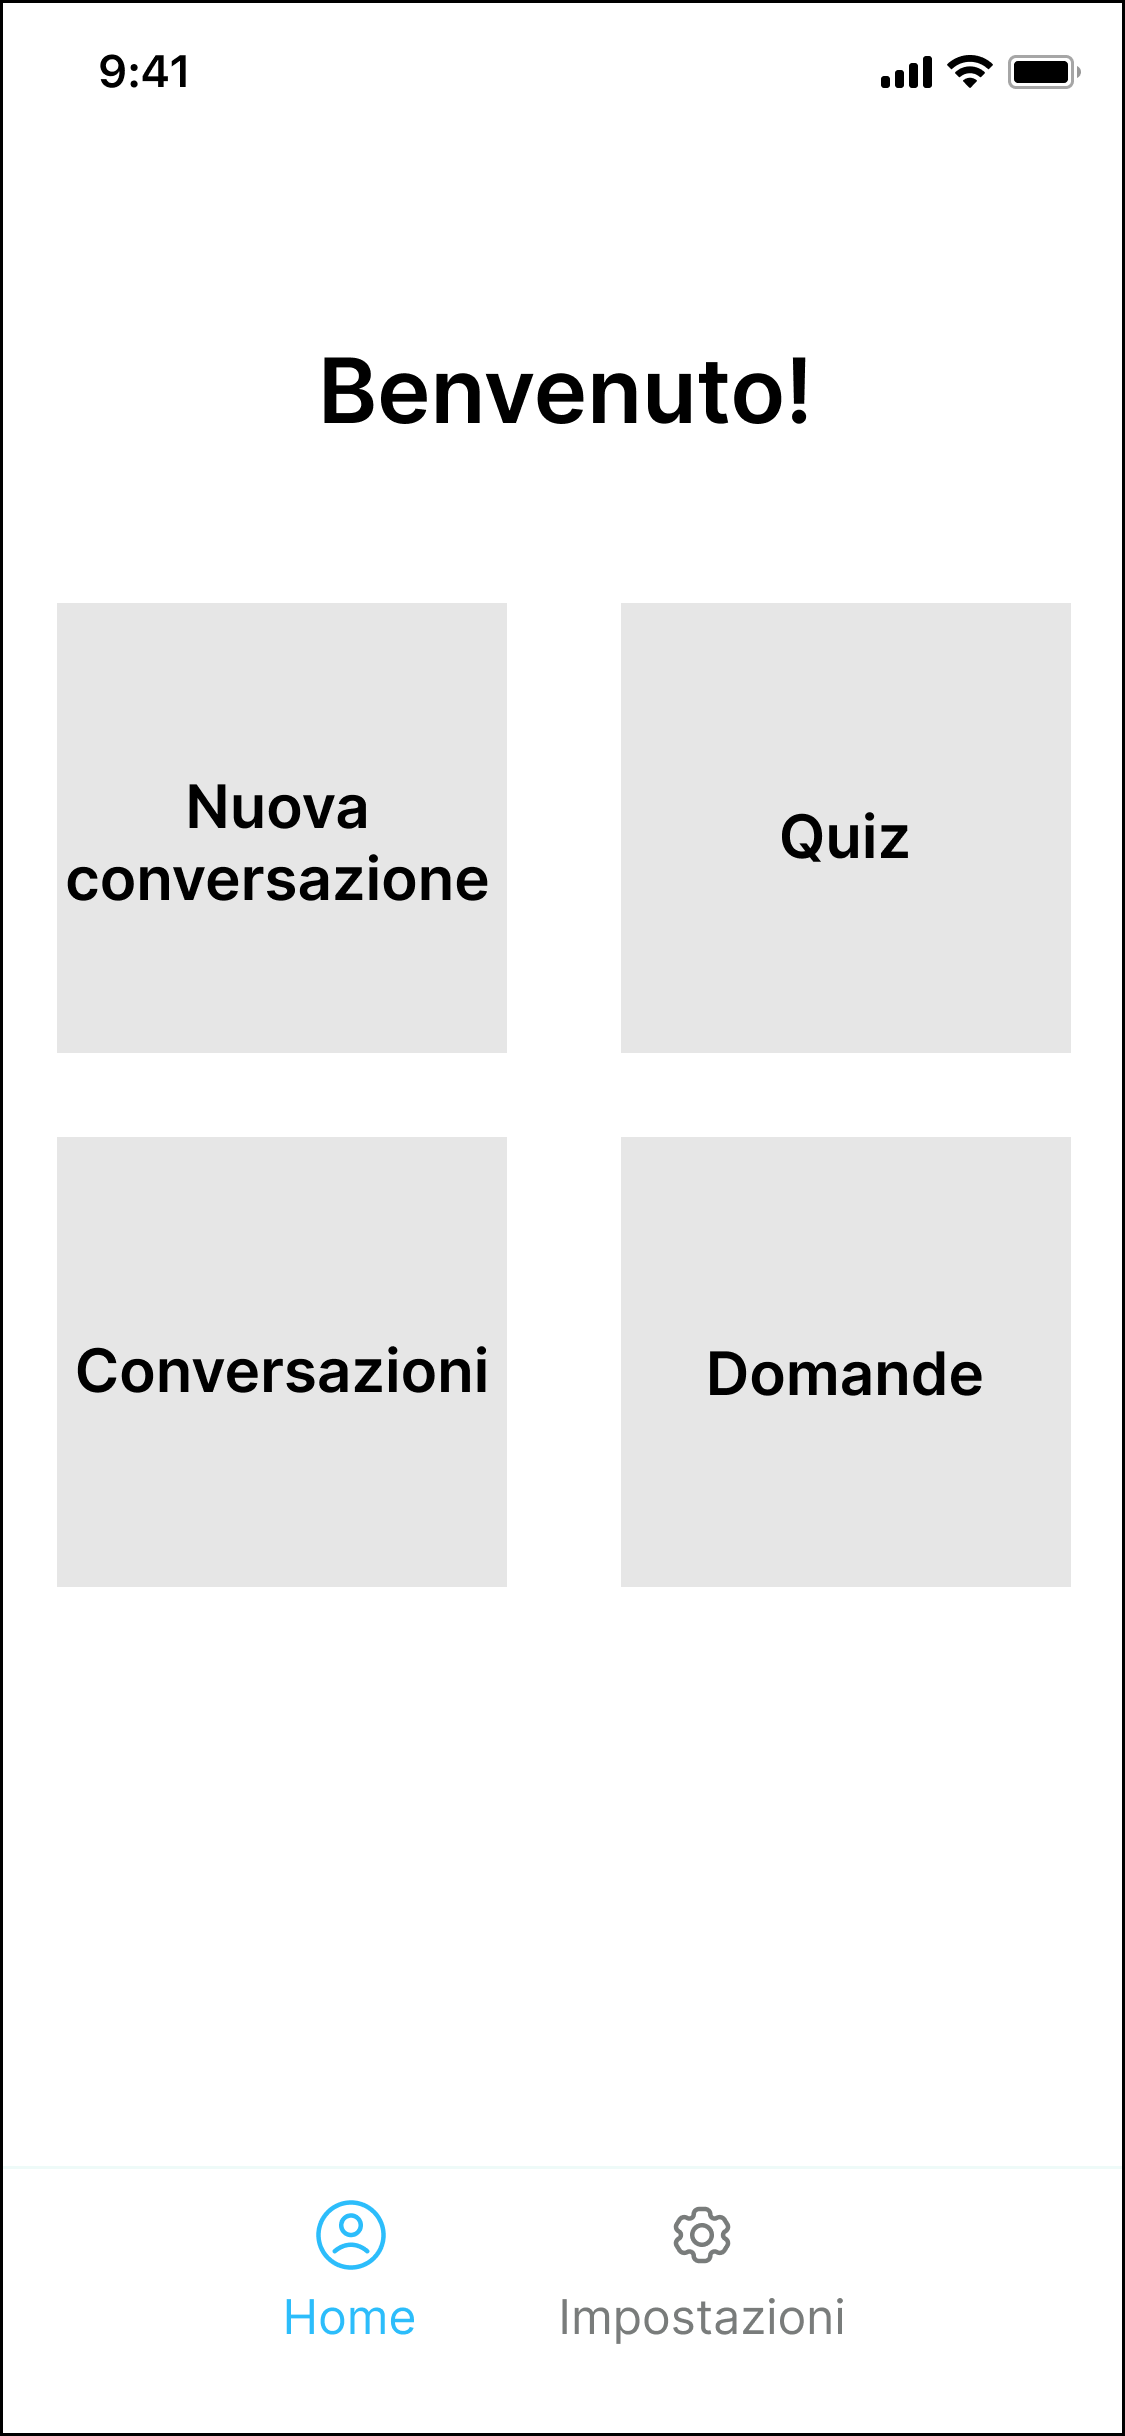 9:41
Benvenuto!
Nuova
conversazione
Quiz
Conversazioni
Domande
Home
Impostazioni